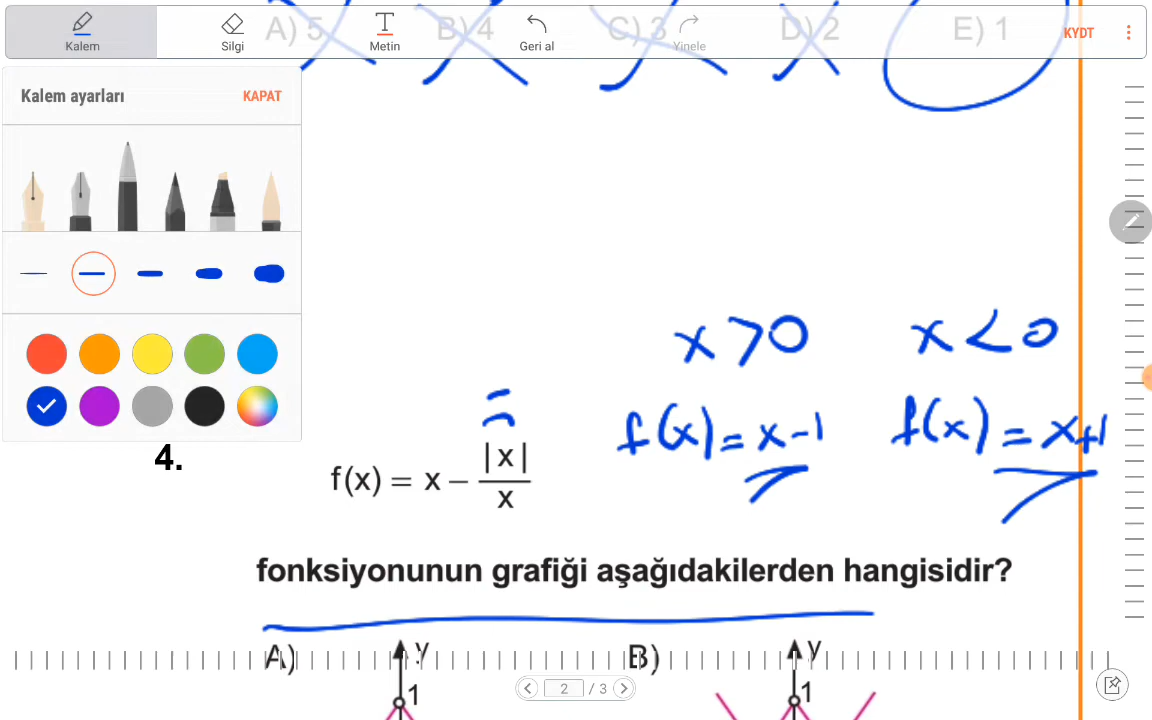 Kalem
Silgi
Metin
Geri al
Yinele
KYDT
A) 5 B) 4 C) 3 D) 2 E) 1
Kalem ayarları
KAPAT
x > 0 x < 0
f(x) = x-1 f(x) = x+1
4.
f(x) = x − |x|/x
fonksiyonunun grafiği aşağıdakilerden hangisidir?
A) y B) y
1 1
2 / 3